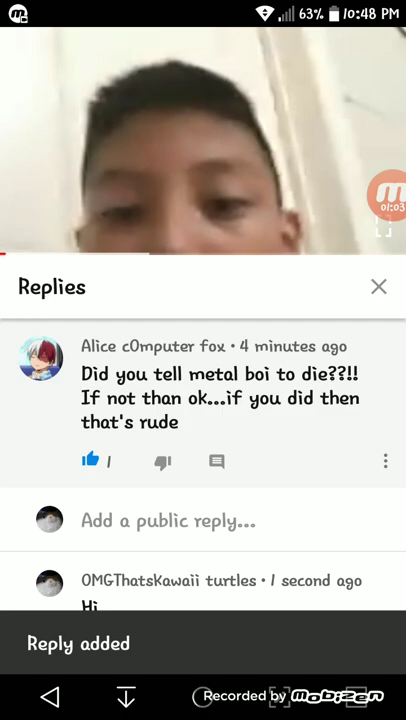 63% 10:48 PM
01:03
Replies
Alice cOmputer fox • 4 minutes ago
Did you tell metal boi to die??!!
If not than ok...if you did then
that's rude
1
Add a public reply...
OMGThatsKawaii turtles • 1 second ago
Hi
Reply added
Recorded by mobizen